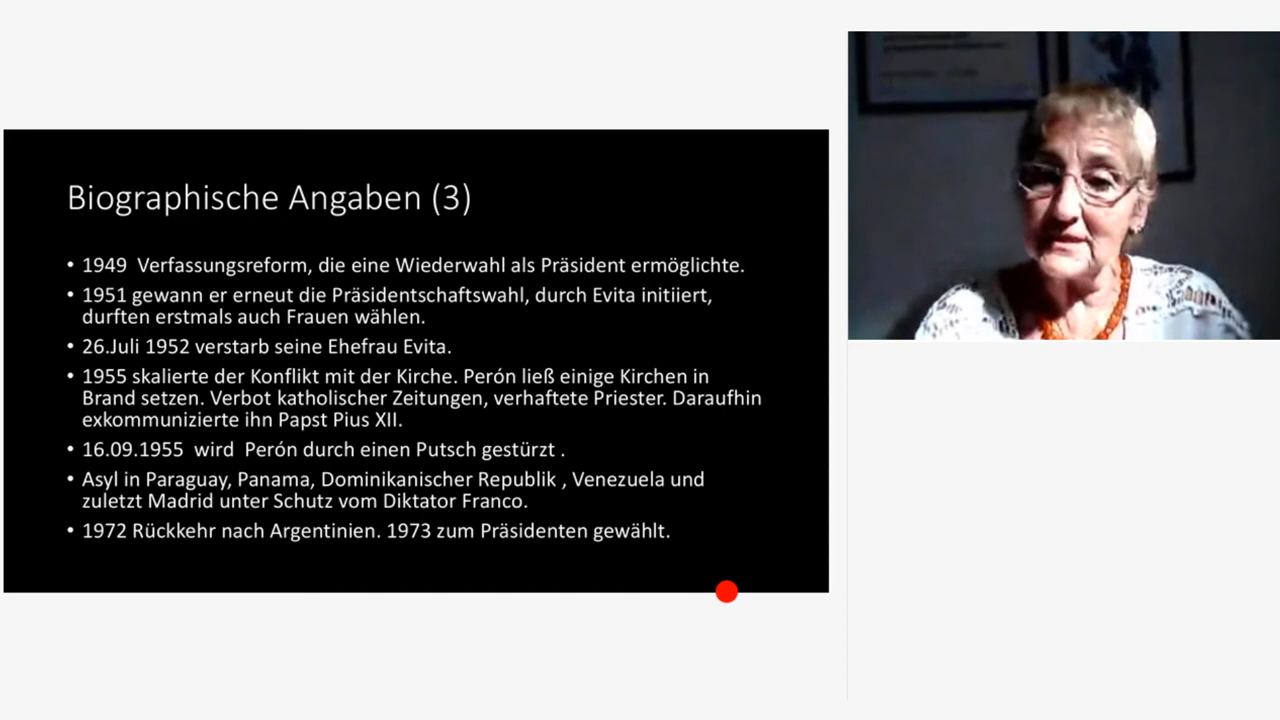 Biographische Angaben (3)
• 1949  Verfassungsreform, die eine Wiederwahl als Präsident ermöglichte.
• 1951 gewann er erneut die Präsidentschaftswahl, durch Evita initiiert,
durften erstmals auch Frauen wählen.
• 26.Juli 1952 verstarb seine Ehefrau Evita.
• 1955 skalierte der Konflikt mit der Kirche. Perón ließ einige Kirchen in
Brand setzen. Verbot katholischer Zeitungen, verhaftete Priester. Daraufhin
exkommunizierte ihn Papst Pius XII.
• 16.09.1955  wird  Perón durch einen Putsch gestürzt .
• Asyl in Paraguay, Panama, Dominikanischer Republik , Venezuela und
zuletzt Madrid unter Schutz vom Diktator Franco.
• 1972 Rückkehr nach Argentinien. 1973 zum Präsidenten gewählt.